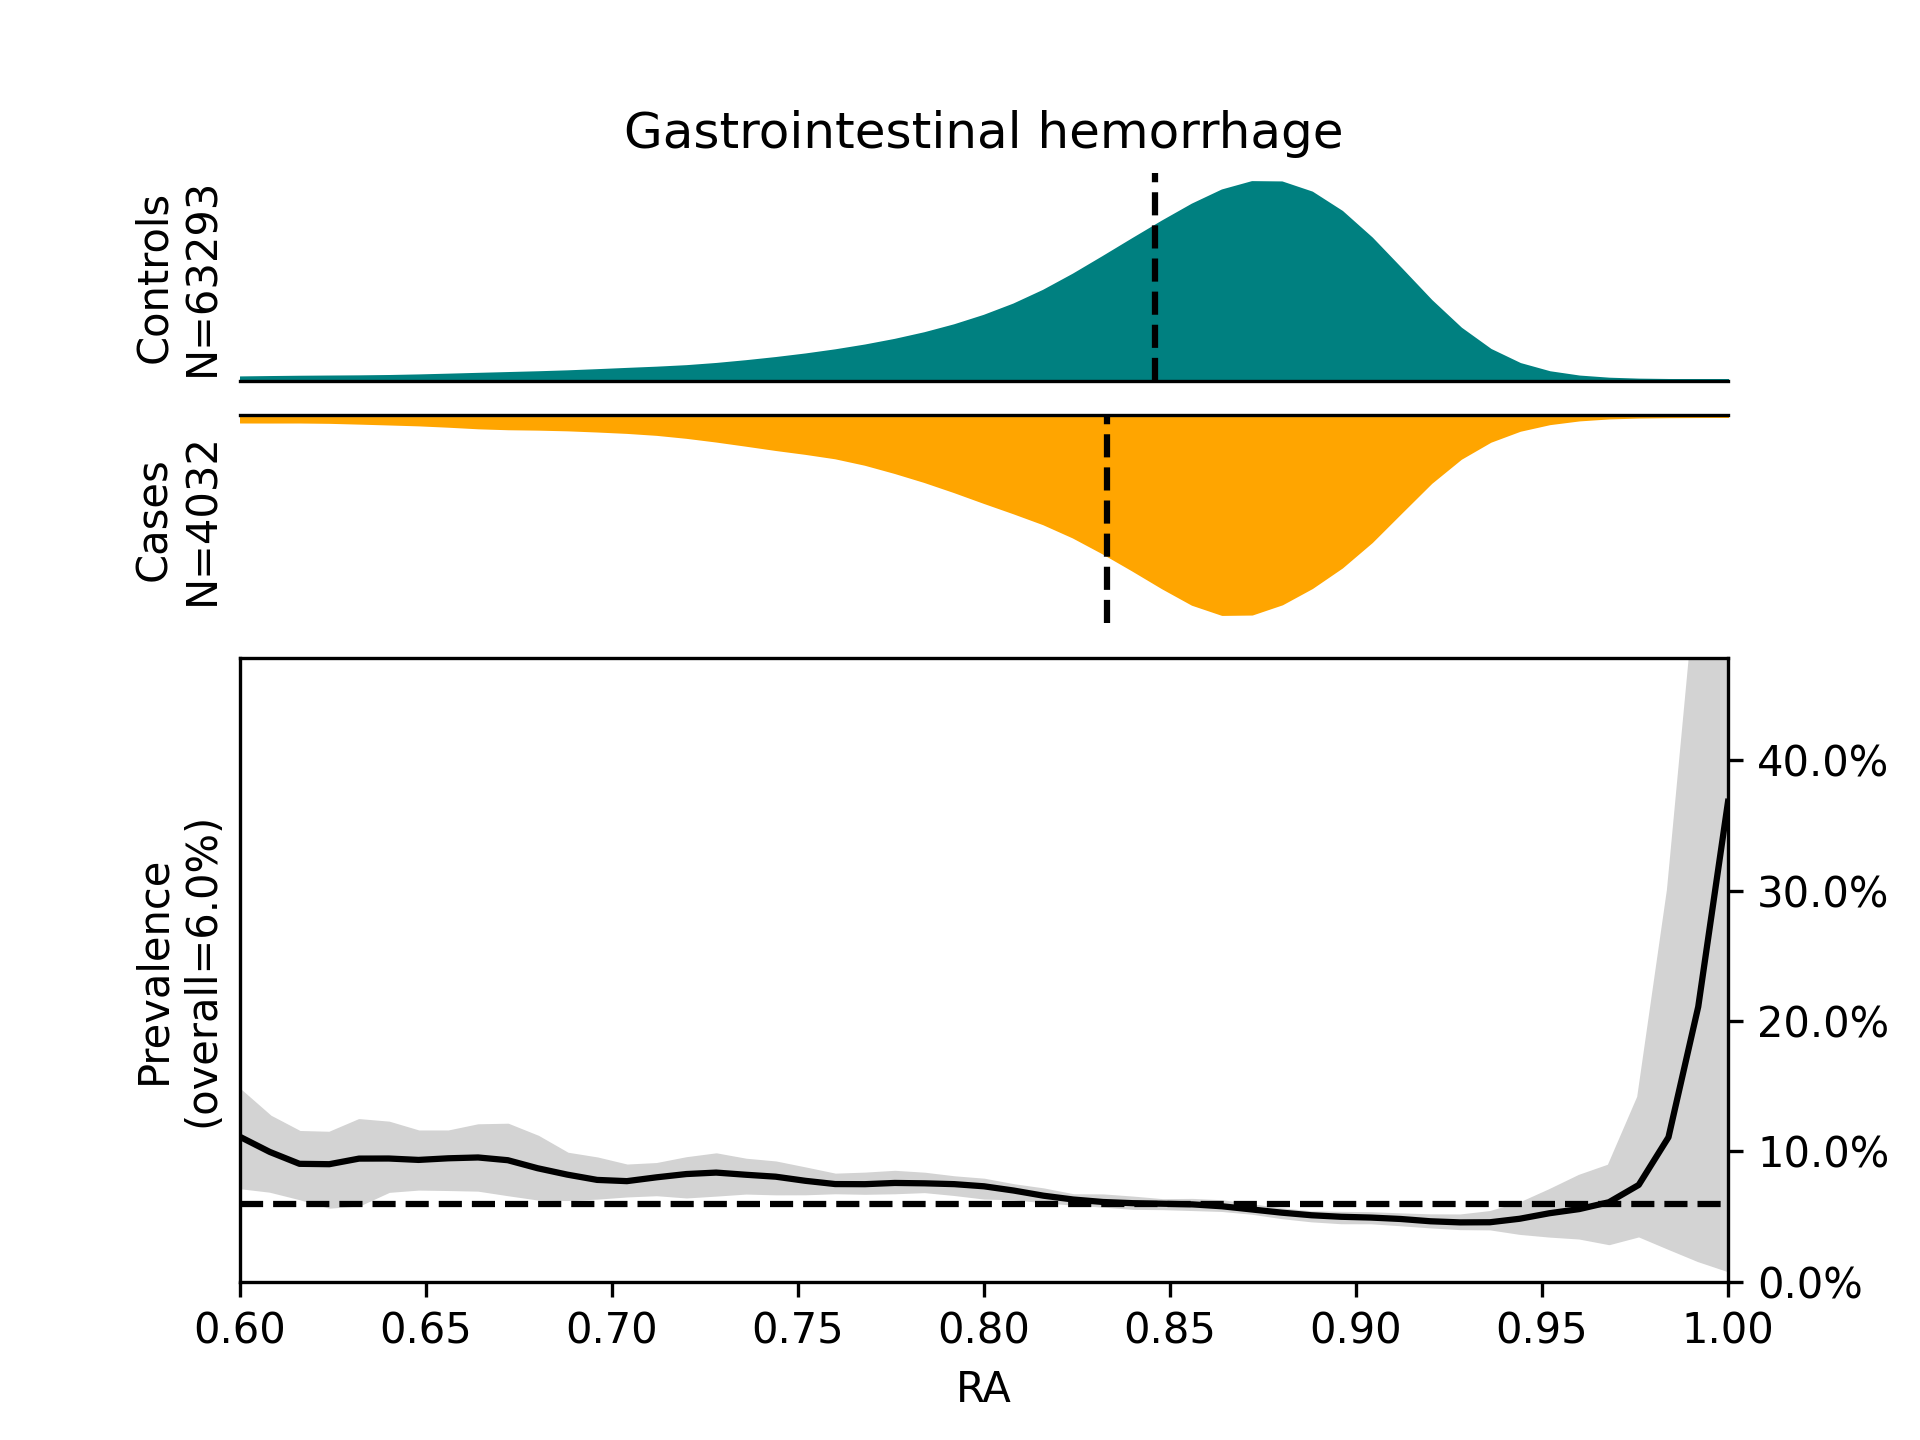 Gastrointestinal hemorrhage
Controls
N=63293
Cases
N=4032
Prevalence
(overall=6.0%)
40.0%
30.0%
20.0%
10.0%
0.0%
0.60 0.65 0.70 0.75 0.80 0.85 0.90 0.95 1.00
RA